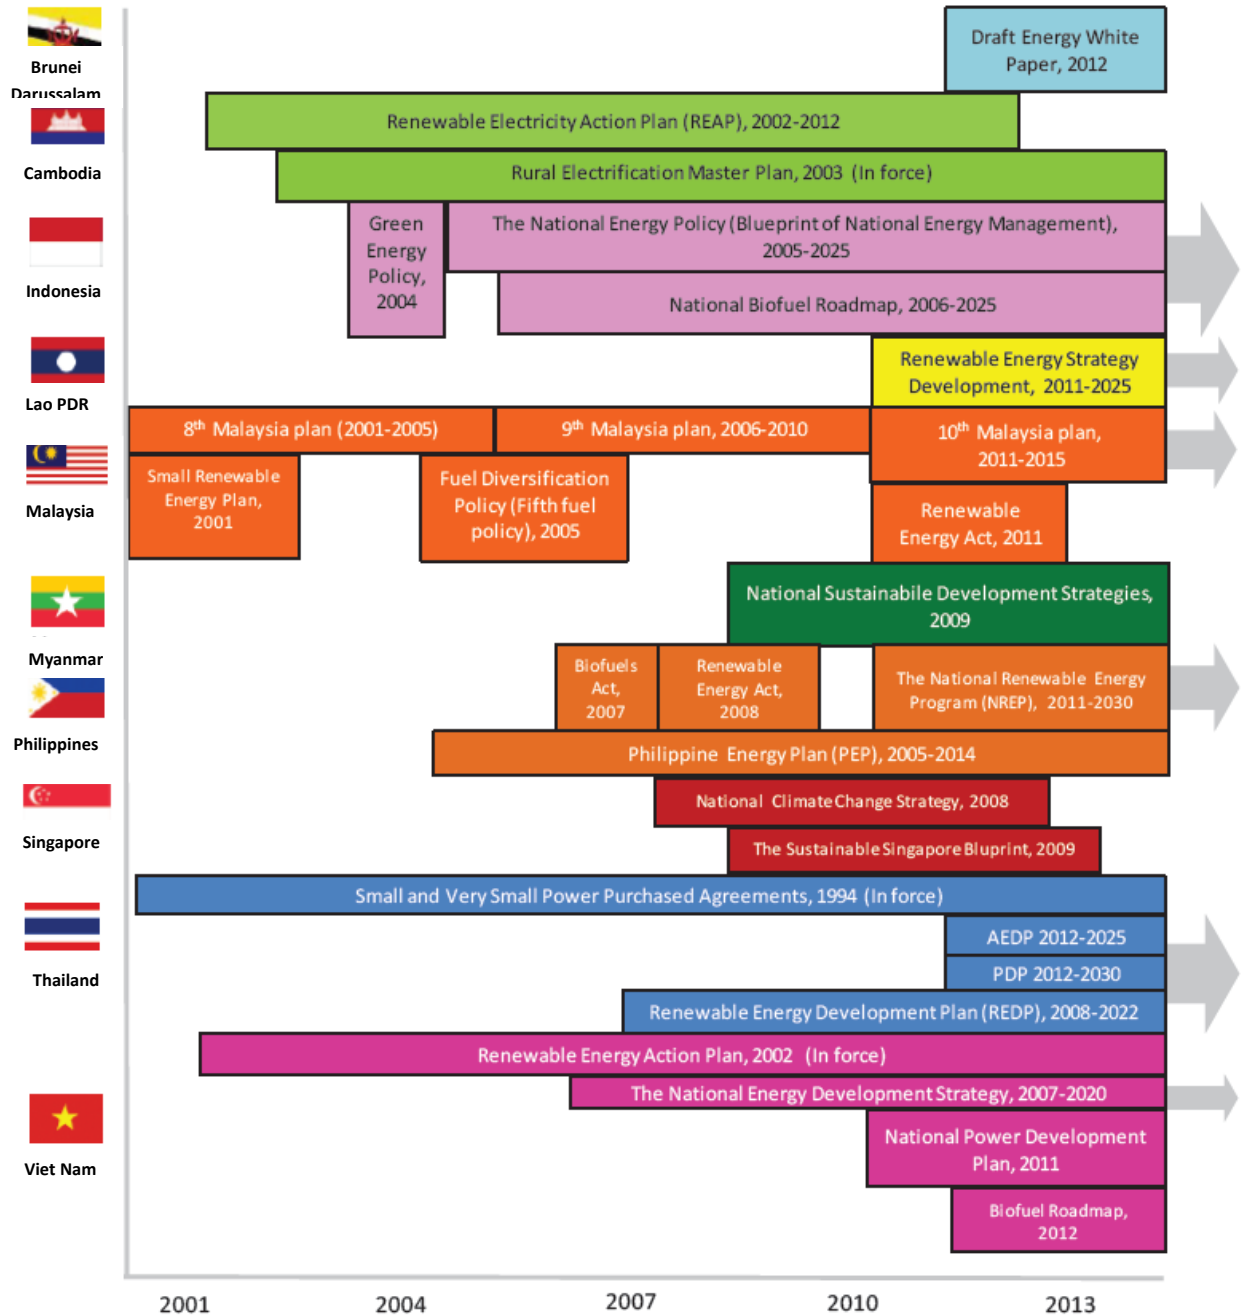 Brunei
Darussalam
Draft Energy White
Paper, 2012
Cambodia
Renewable Electricity Action Plan (REAP), 2002-2012
Rural Electrification Master Plan, 2003 (In force)
Indonesia
Green
Energy
Policy,
2004
The National Energy Policy (Blueprint of National Energy Management),
2005-2025
National Biofuel Roadmap, 2006-2025
Lao PDR
Renewable Energy Strategy
Development, 2011-2025
Malaysia
8th Malaysia plan (2001-2005)
9th Malaysia plan, 2006-2010
10th Malaysia plan,
2011-2015
Small Renewable
Energy Plan,
2001
Fuel Diversification
Policy (Fifth fuel
policy), 2005
Renewable
Energy Act, 2011
Myanmar
National Sustainabile Development Strategies,
2009
Philippines
Biofuels
Act,
2007
Renewable
Energy Act,
2008
The National Renewable Energy
Program (NREP), 2011-2030
Philippine Energy Plan (PEP), 2005-2014
Singapore
National Climate Change Strategy, 2008
The Sustainable Singapore Bluprint, 2009
Thailand
Small and Very Small Power Purchased Agreements, 1994 (In force)
AEDP 2012-2025
PDP 2012-2030
Renewable Energy Development Plan (REDP), 2008-2022
Viet Nam
Renewable Energy Action Plan, 2002 (In force)
The National Energy Development Strategy, 2007-2020
National Power Development
Plan, 2011
Biofuel Roadmap,
2012
2001
2004
2007
2010
2013